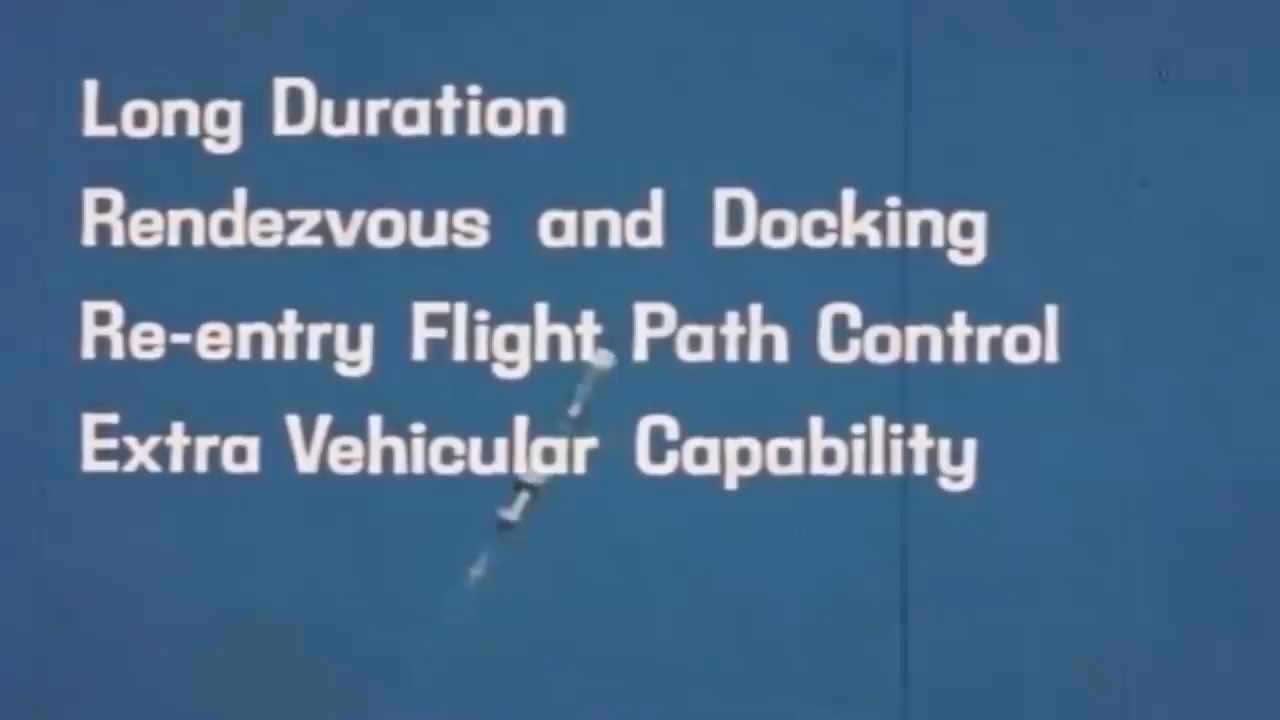 Long Duration
Rendezvous and Docking
Re-entry Flight Path Control
Extra Vehicular Capability